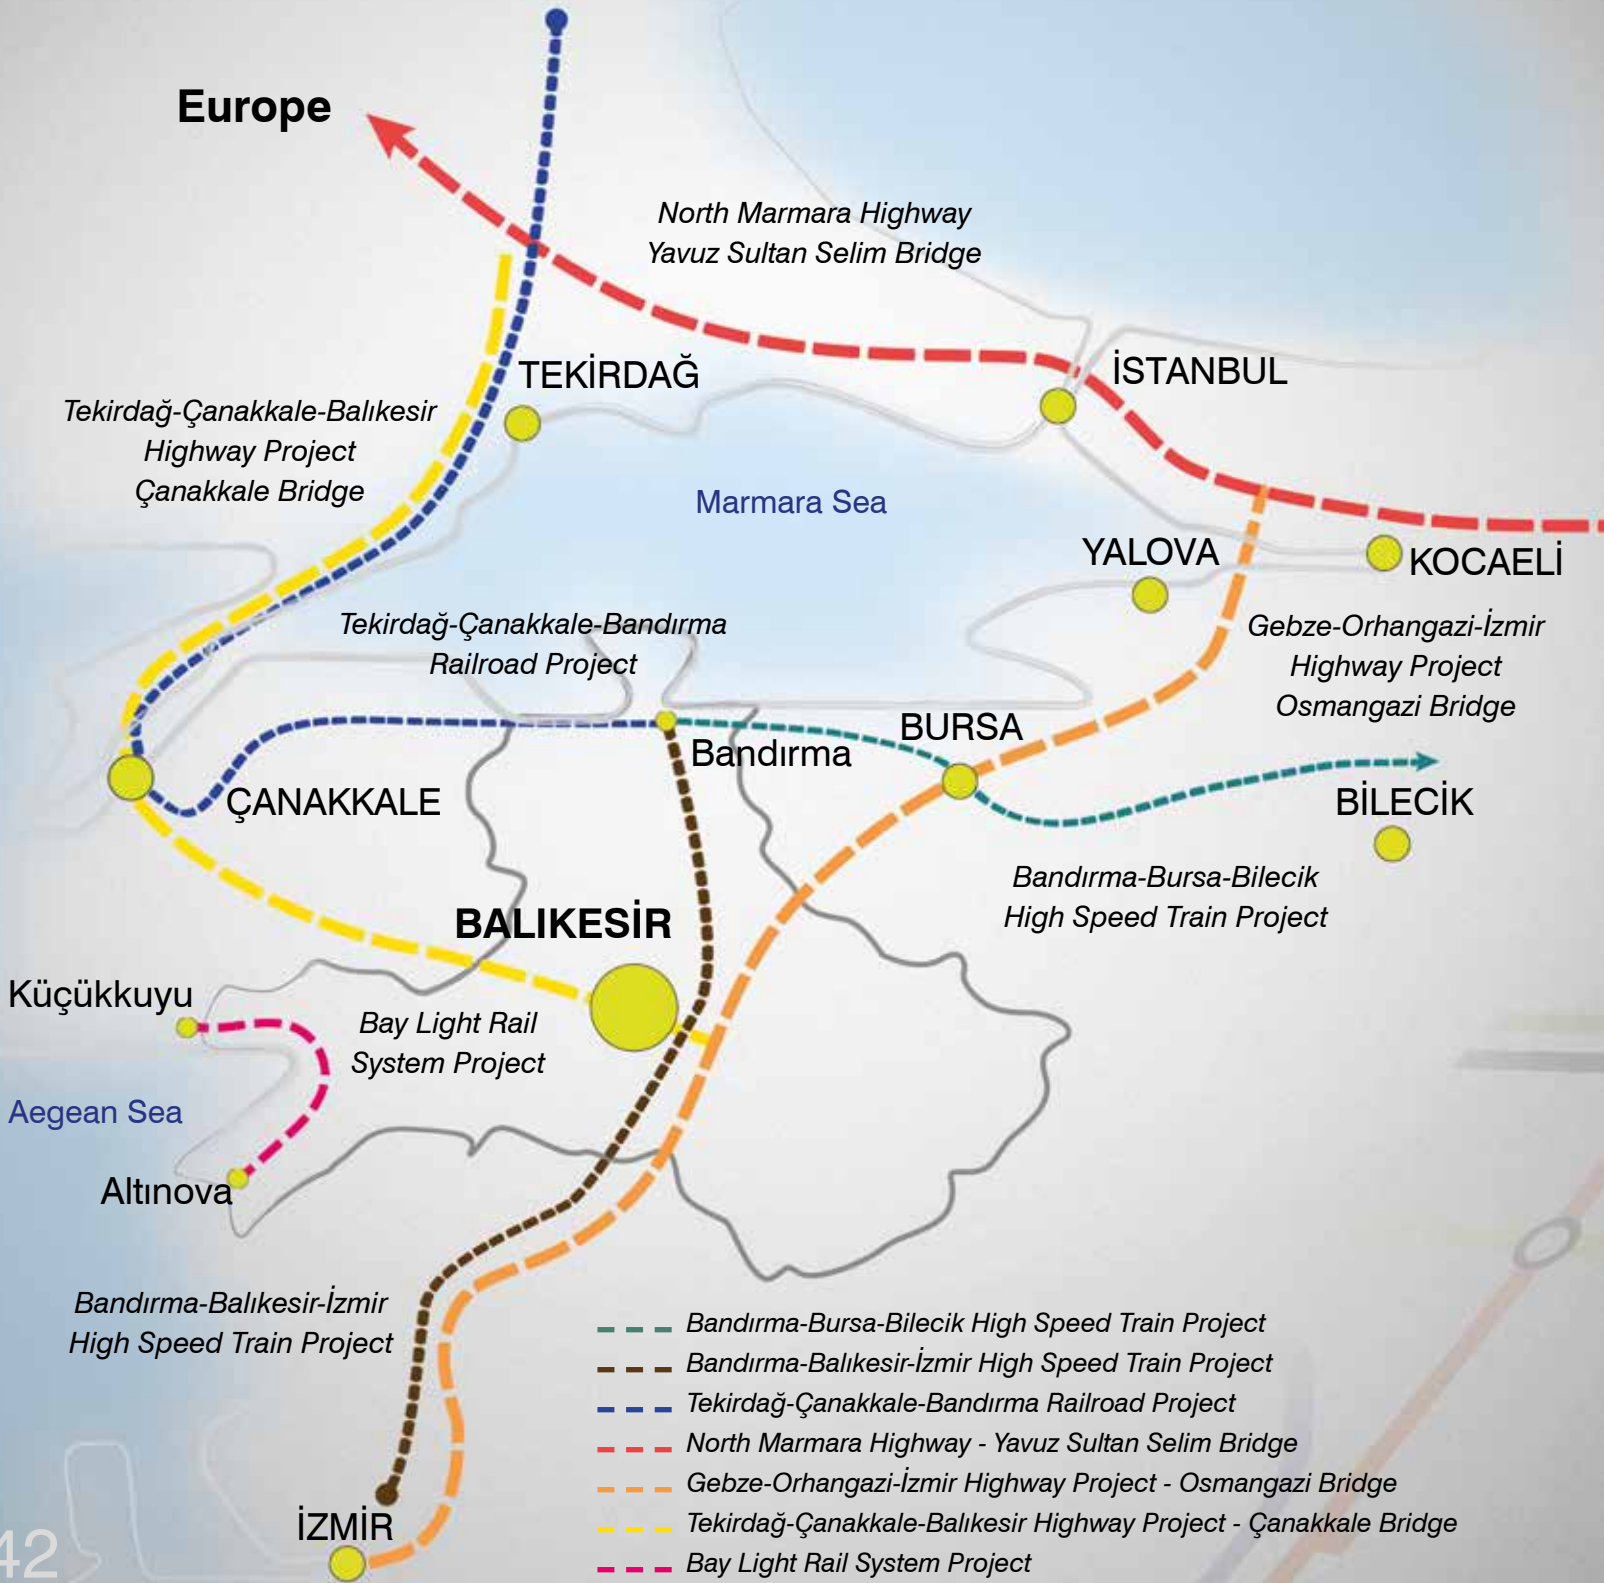 Europe
North Marmara Highway
Yavuz Sultan Selim Bridge
TEKİRDAĞ
İSTANBUL
Tekirdağ-Çanakkale-Balıkesir
Highway Project
Çanakkale Bridge
Marmara Sea
YALOVA
KOCAELİ
Tekirdağ-Çanakkale-Bandırma
Railroad Project
Gebze-Orhangazi-İzmir
Highway Project
Osmangazi Bridge
BURSA
Bandırma
ÇANAKKALE
BİLECİK
Bandırma-Bursa-Bilecik
High Speed Train Project
BALIKESİR
Küçükkuyu
Bay Light Rail
System Project
Aegean Sea
Altınova
Bandırma-Balıkesir-İzmir
High Speed Train Project
İZMİR
Bandırma-Bursa-Bilecik High Speed Train Project
Bandırma-Balıkesir-İzmir High Speed Train Project
Tekirdağ-Çanakkale-Bandırma Railroad Project
North Marmara Highway - Yavuz Sultan Selim Bridge
Gebze-Orhangazi-İzmir Highway Project - Osmangazi Bridge
Tekirdağ-Çanakkale-Balıkesir Highway Project - Çanakkale Bridge
Bay Light Rail System Project
42